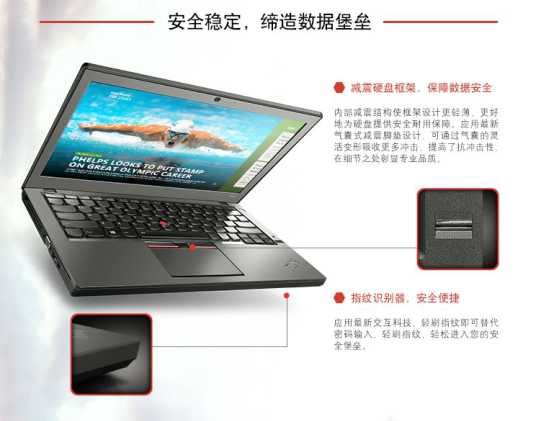 安全稳定，缔造数据堡垒
减震硬盘框架、保障数据安全
内部减震结构使框架设计更轻薄、更好
地为硬盘提供安全耐用保障。应用最新
气囊式减震脚垫设计，可通过气囊的灵
活变形吸收更多冲击，提高了抗冲击性，
在细节之处彰显专业品质。
PHELPS LOOKS TO PUT STAMP
ON GREAT OLYMPIC CAREER
指纹识别器、安全便捷
应用最新交互科技、轻刷指纹即可替代
密码输入、轻刷指纹、轻松进入您的安
全堡垒。